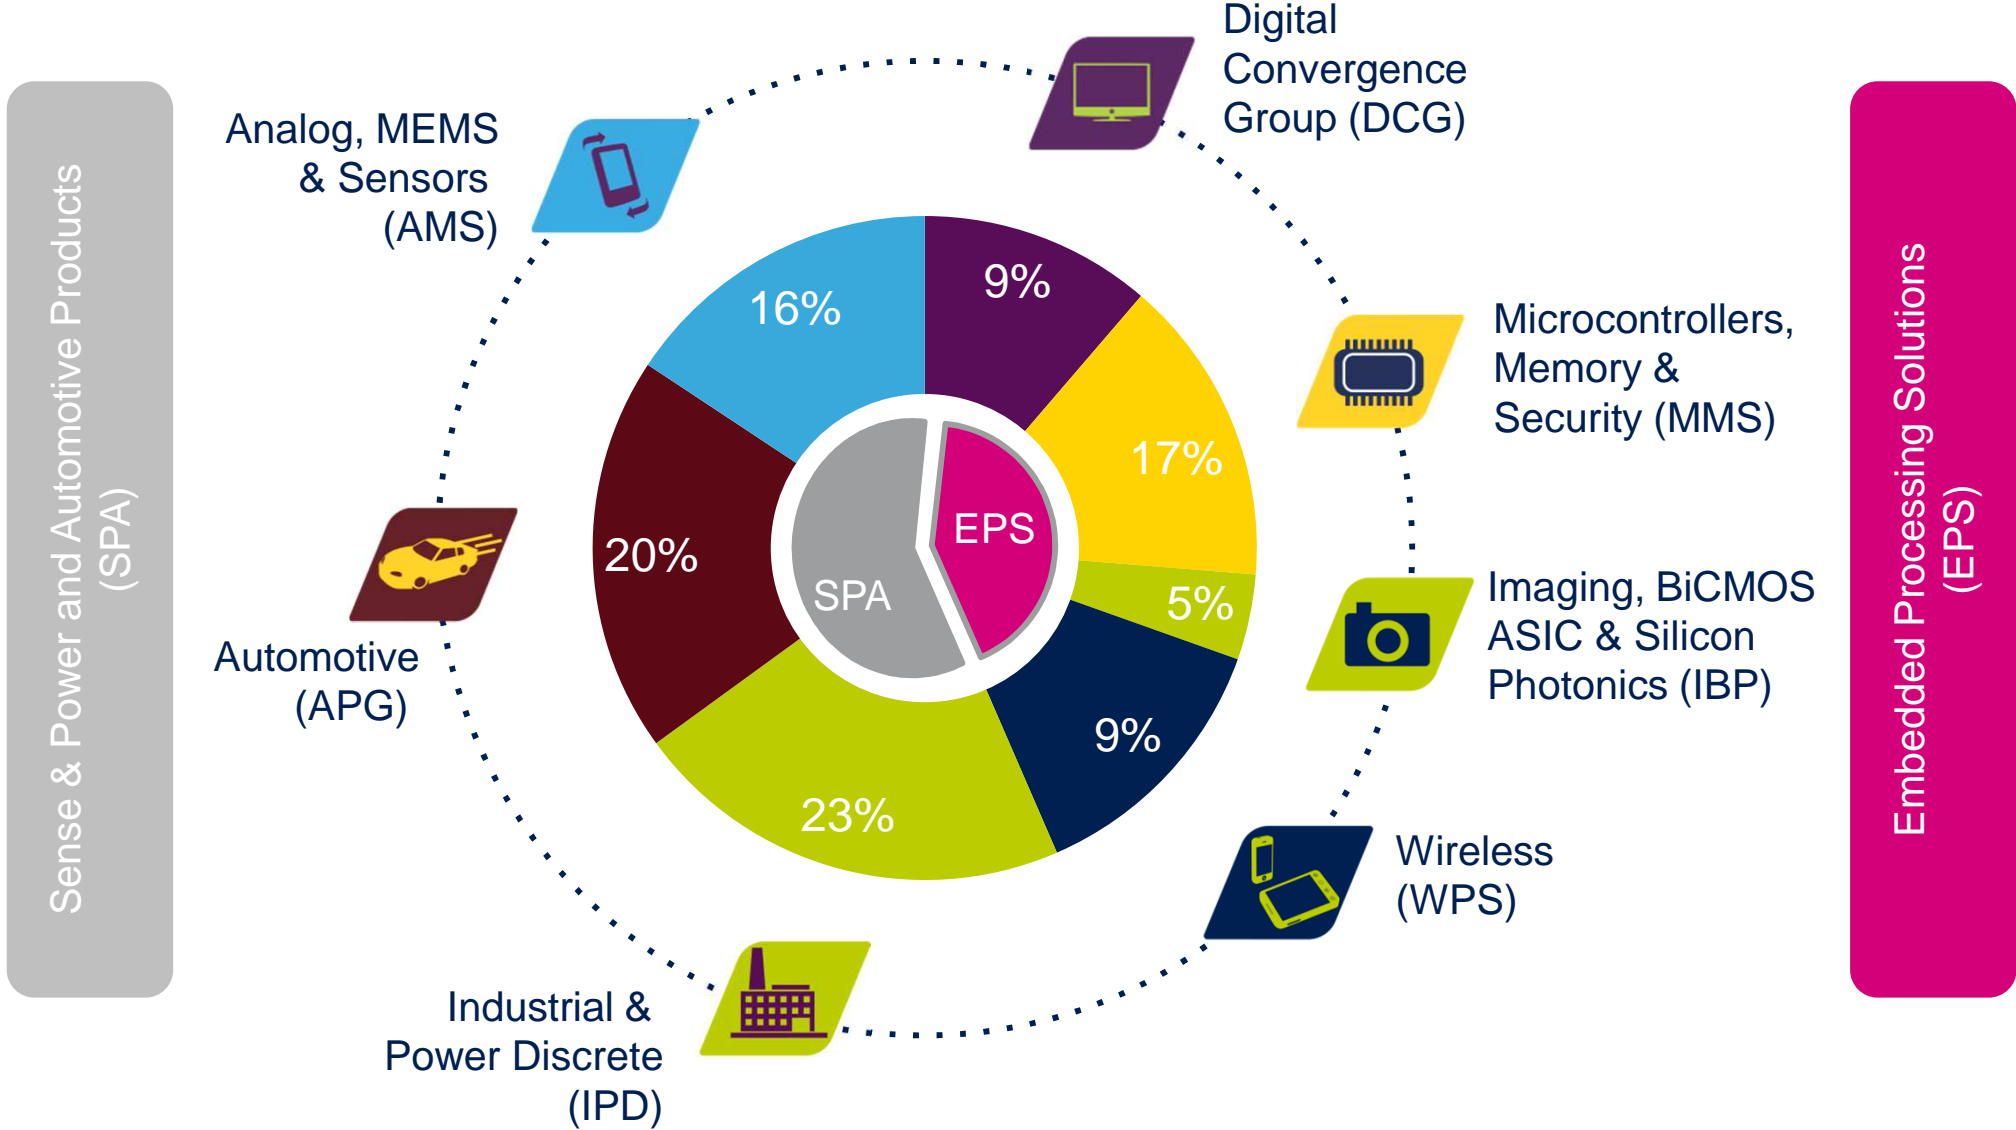 Sense & Power and Automotive Products
(SPA)
Analog, MEMS
& Sensors
(AMS)
Automotive
(APG)
Industrial &
Power Discrete
(IPD)
Digital
Convergence
Group (DCG)
Microcontrollers,
Memory &
Security (MMS)
Imaging, BiCMOS
ASIC & Silicon
Photonics (IBP)
Wireless
(WPS)
9%
17%
5%
9%
23%
20%
16%
EPS
SPA
Embedded Processing Solutions
(EPS)